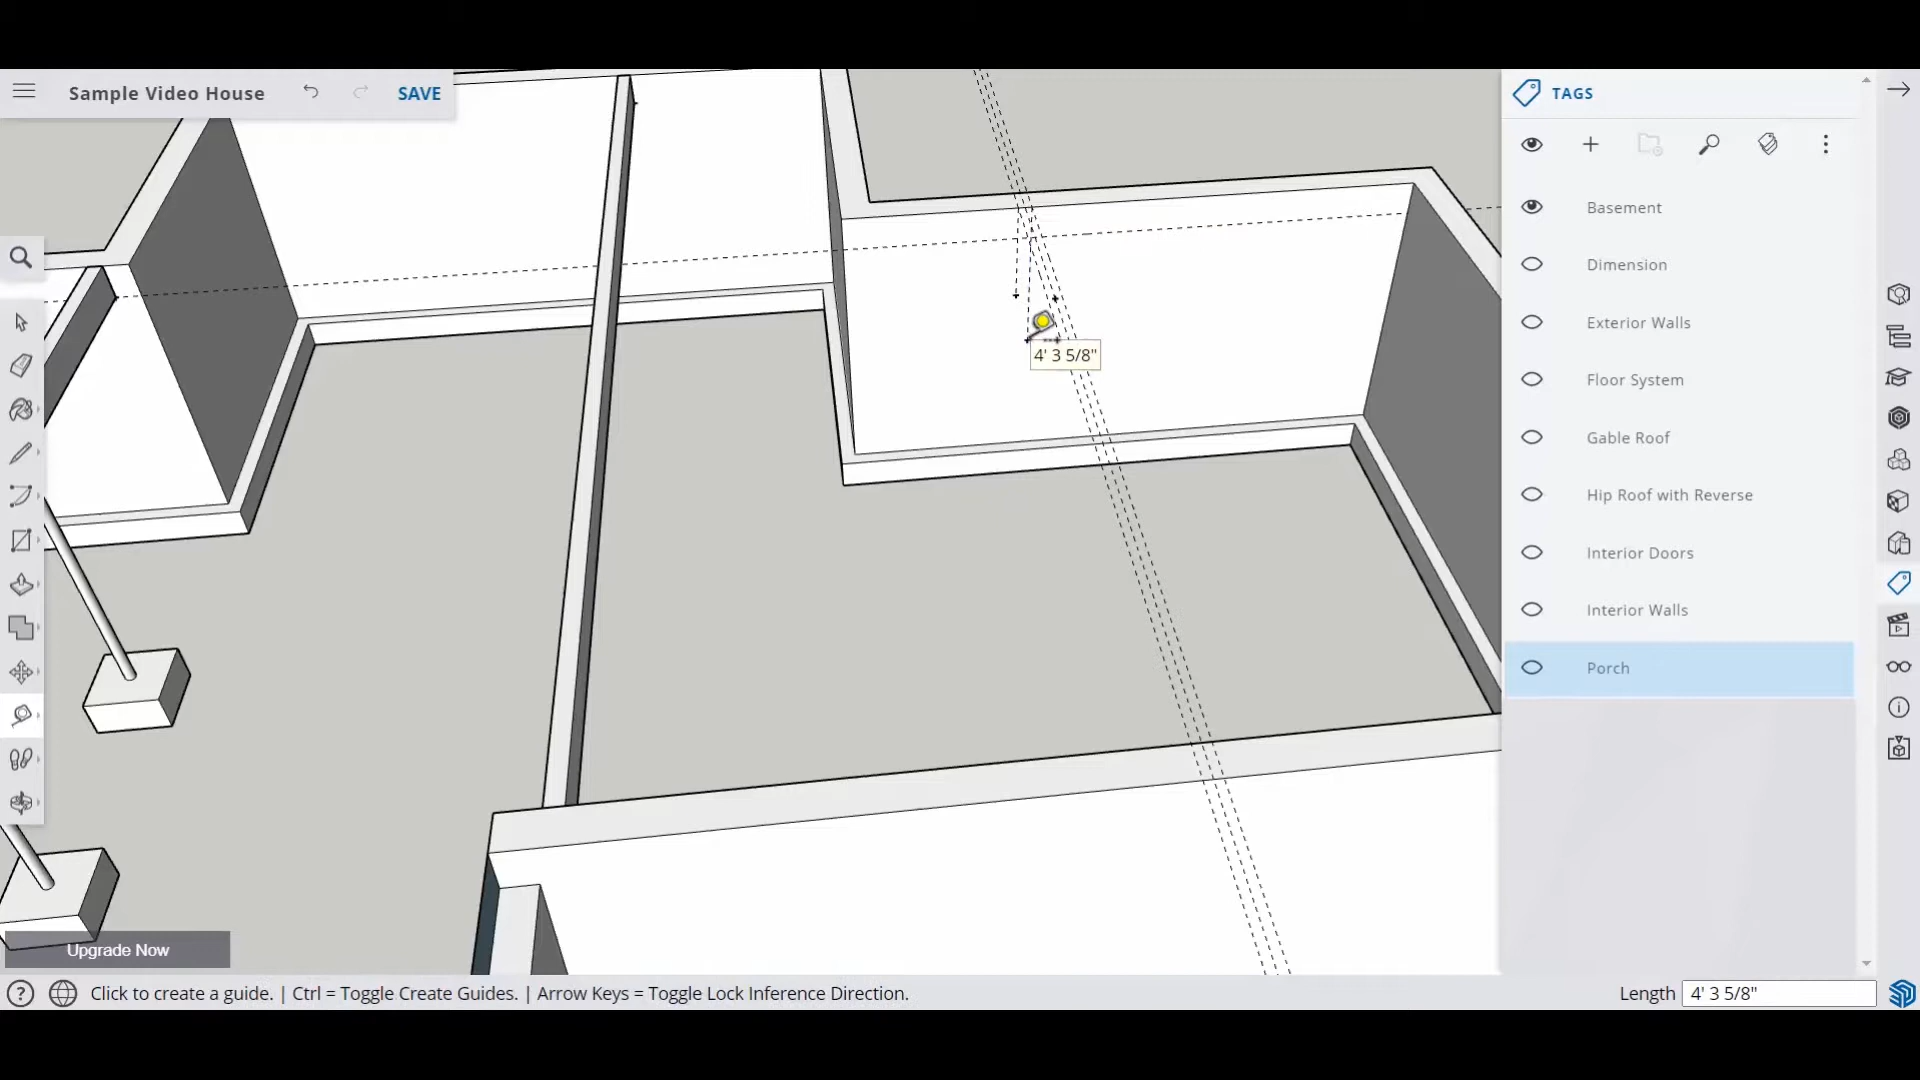 Sample Video House
SAVE
TAGS
Basement
Dimension
Exterior Walls
Floor System
Gable Roof
Hip Roof with Reverse
Interior Doors
Interior Walls
Porch
4' 3 5/8"
Upgrade Now
Click to create a guide. | Ctrl = Toggle Create Guides. | Arrow Keys = Toggle Lock Inference Direction.
Length 4' 3 5/8"